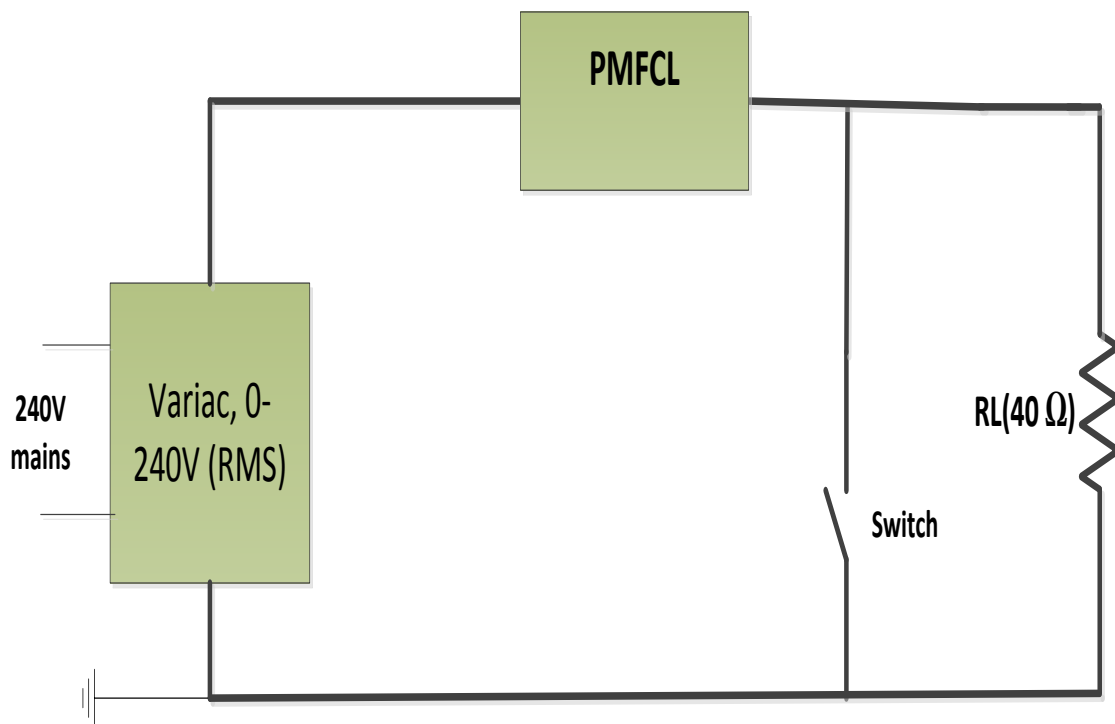 PMFCL
Variac, 0-
240V (RMS)
240V
mains
RL(40 Ω)
Switch